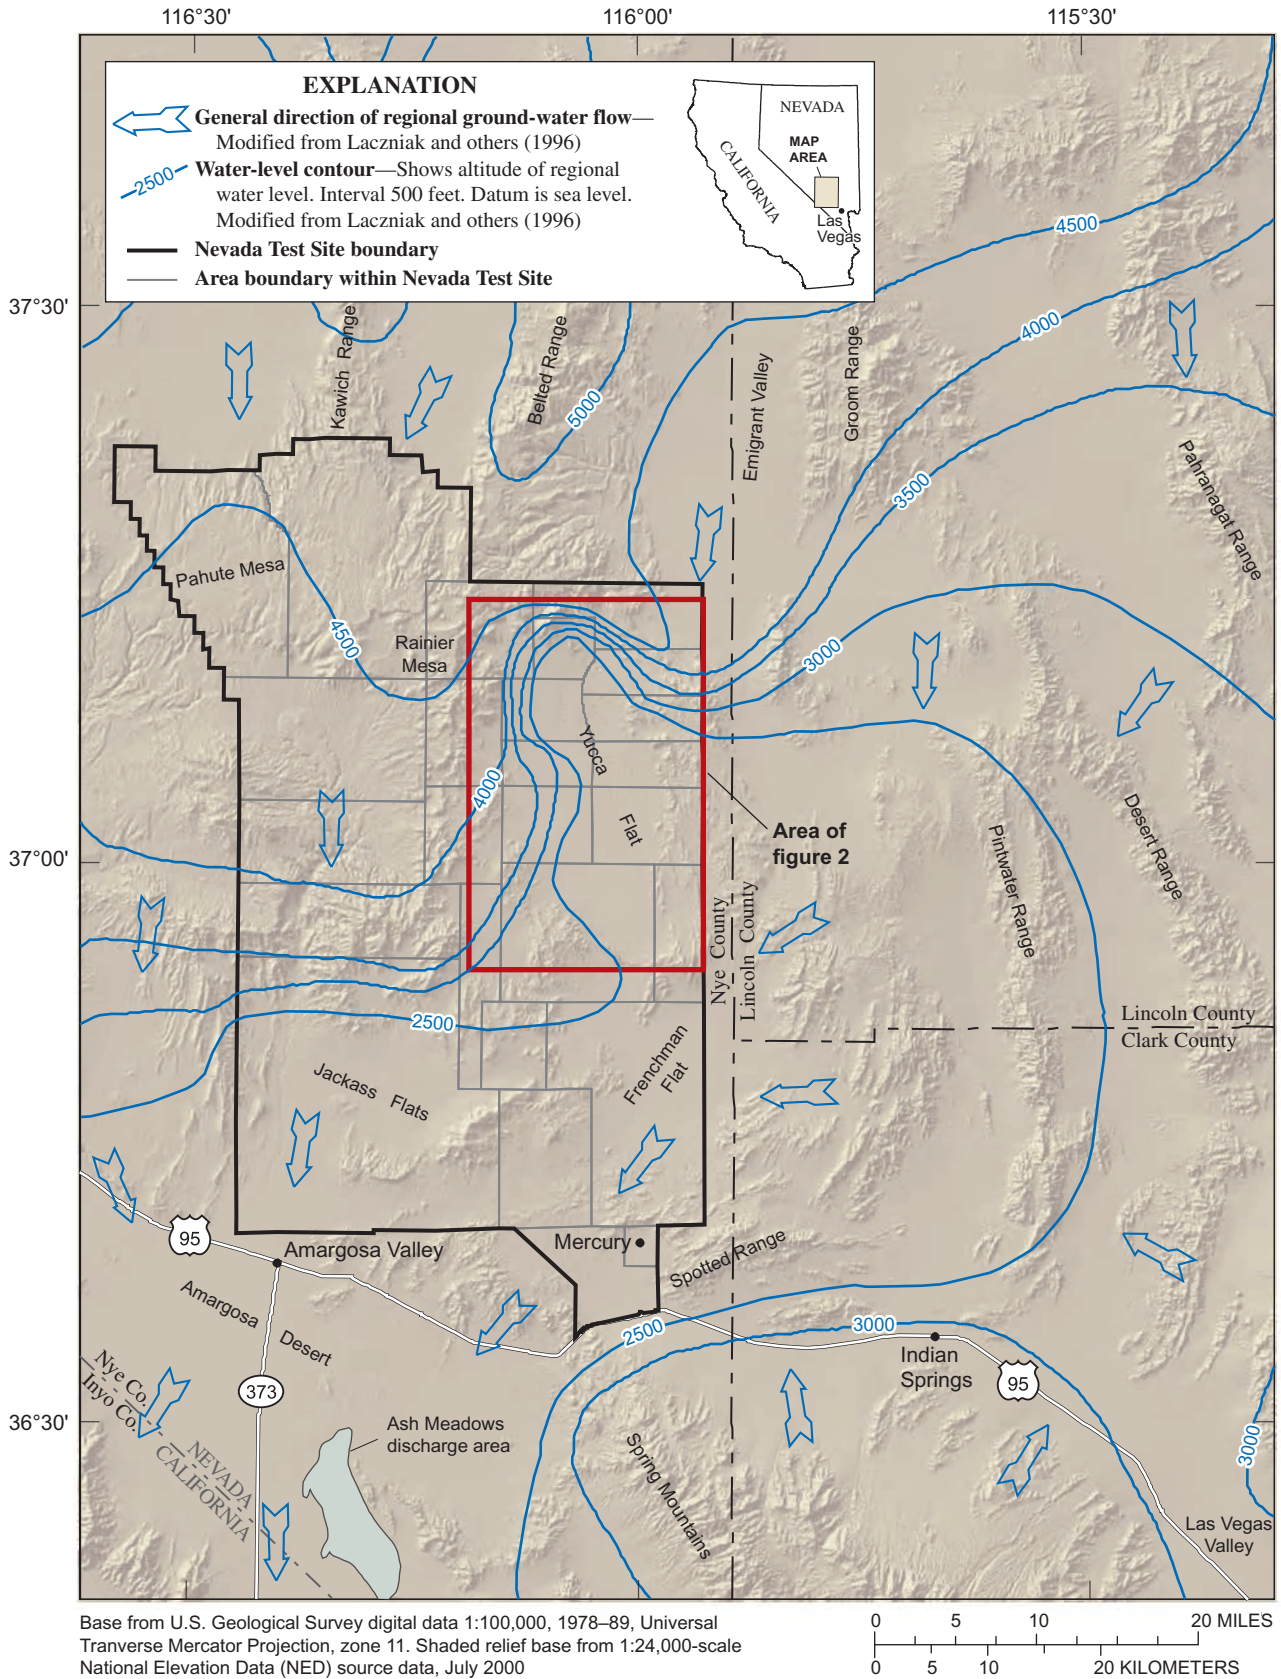 116°30'
116°00'
115°30'
EXPLANATION
General direction of regional ground-water flow—
Modified from Laczniak and others (1996)
2500
Water-level contour—Shows altitude of regional
water level. Interval 500 feet. Datum is sea level.
Modified from Laczniak and others (1996)
Nevada Test Site boundary
Area boundary within Nevada Test Site
NEVADA
MAP
AREA
CALIFORNIA
Las
Vegas
4500
37°30'
4000
Kawich Range
Belted Range
5000
Emigrant Valley
Groom Range
3500
Pahranagat Range
Pahute Mesa
4500
Rainier
Mesa
3000
Yucca
Flat
4000
Area of
figure 2
37°00'
Pintwater Range
Desert Range
Nye County
Lincoln County
Lincoln County
Clark County
2500
Frenchman
Flat
Jackass Flats
95
Amargosa Valley
Mercury
Spotted Range
Amargosa Desert
2500
3000
Indian
Springs
95
Nye Co.
Inyo Co.
373
36°30'
Ash Meadows
discharge area
NEVADA
CALIFORNIA
Spring Mountains
3000
Las Vegas
Valley
Base from U.S. Geological Survey digital data 1:100,000, 1978–89, Universal
Tranverse Mercator Projection, zone 11. Shaded relief base from 1:24,000-scale
National Elevation Data (NED) source data, July 2000
0 5 10 20 MILES
0 5 10 20 KILOMETERS